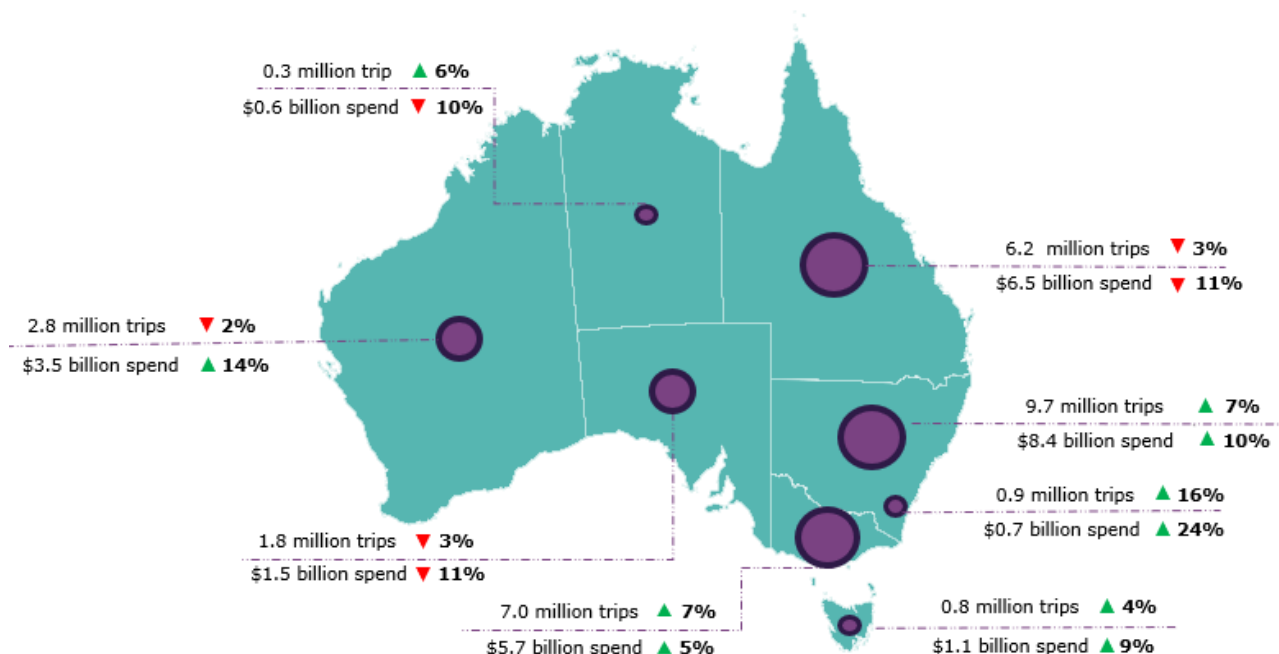 0.3 million trip ▲ 6%
$0.6 billion spend ▼ 10%
6.2 million trips ▼ 3%
$6.5 billion spend ▼ 11%
2.8 million trips ▼ 2%
$3.5 billion spend ▲ 14%
9.7 million trips ▲ 7%
$8.4 billion spend ▲ 10%
0.9 million trips ▲ 16%
$0.7 billion spend ▲ 24%
1.8 million trips ▼ 3%
$1.5 billion spend ▼ 11%
7.0 million trips ▲ 7%
$5.7 billion spend ▲ 5%
0.8 million trips ▲ 4%
$1.1 billion spend ▲ 9%